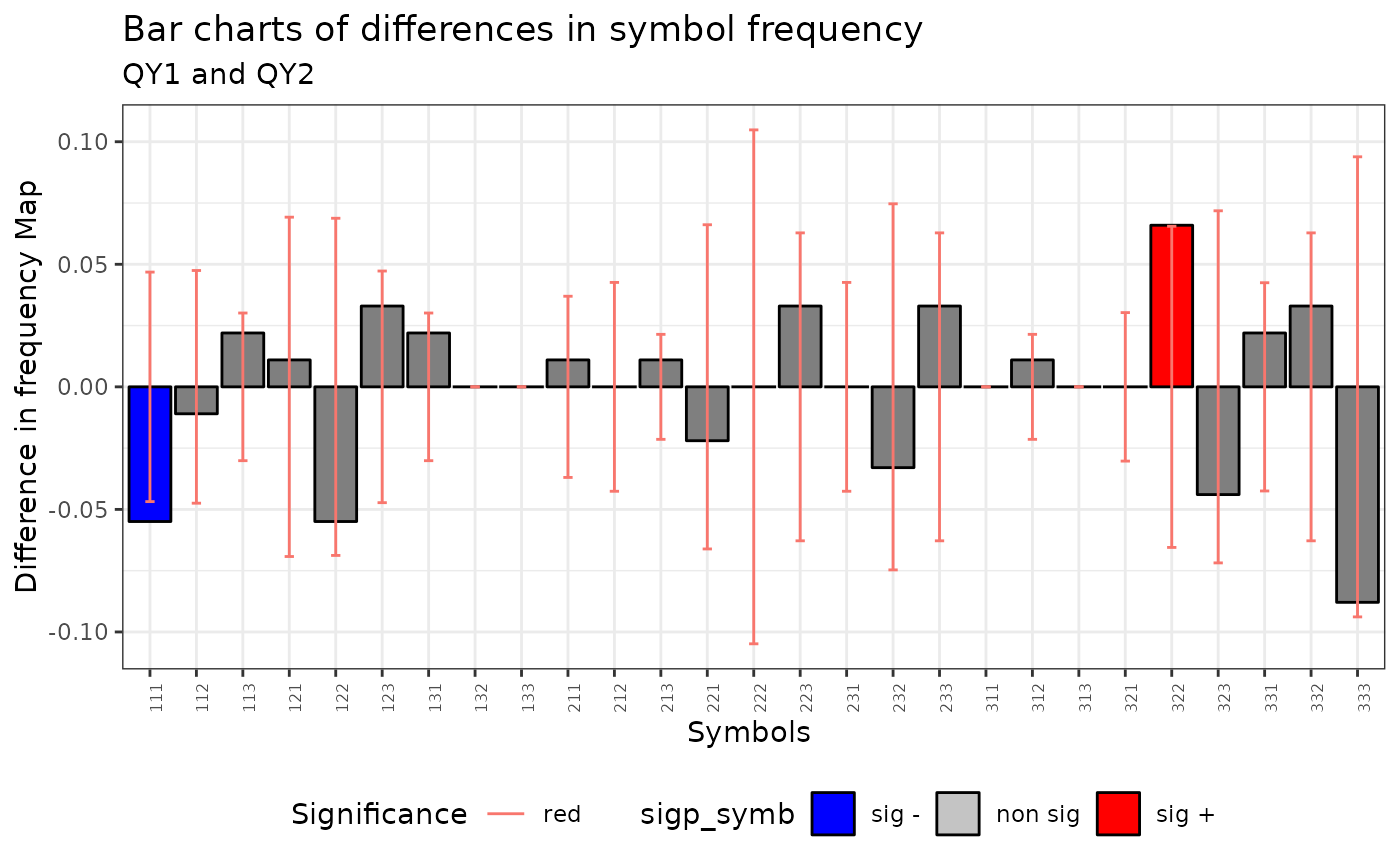 Bar charts of differences in symbol frequency
QY1 and QY2
Difference in frequency Map
0.10
0.05
0.00
-0.05
-0.10
111 112 113 121 122 123 131 132 133 211 212 213 221 222 223 231 232 233 311 312 313 321 322 323 331 332 333
Symbols
Significance red sigp_symb sig - non sig sig +